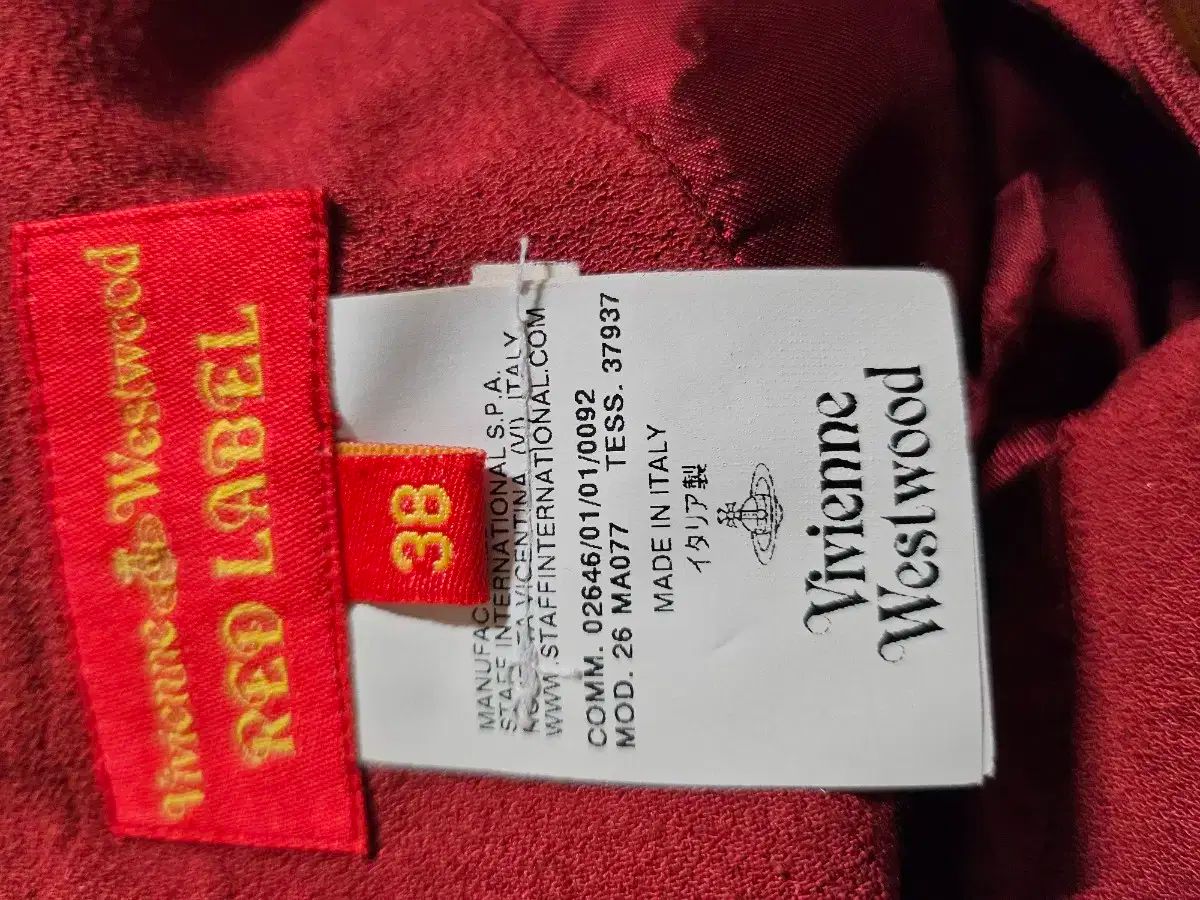 Vivienne Westwood
RED LABEL
38
MANUFAC
STAFF INTERNATIONAL S.P.A.
VICENTINA (VI) ITALY
WWW.STAFFINTERNATIONAL.COM
COMM. 02646/01/01/0092
MOD. 26 MA077 TESS. 37937
MADE IN ITALY
イタリア製
Vivienne
Westwood